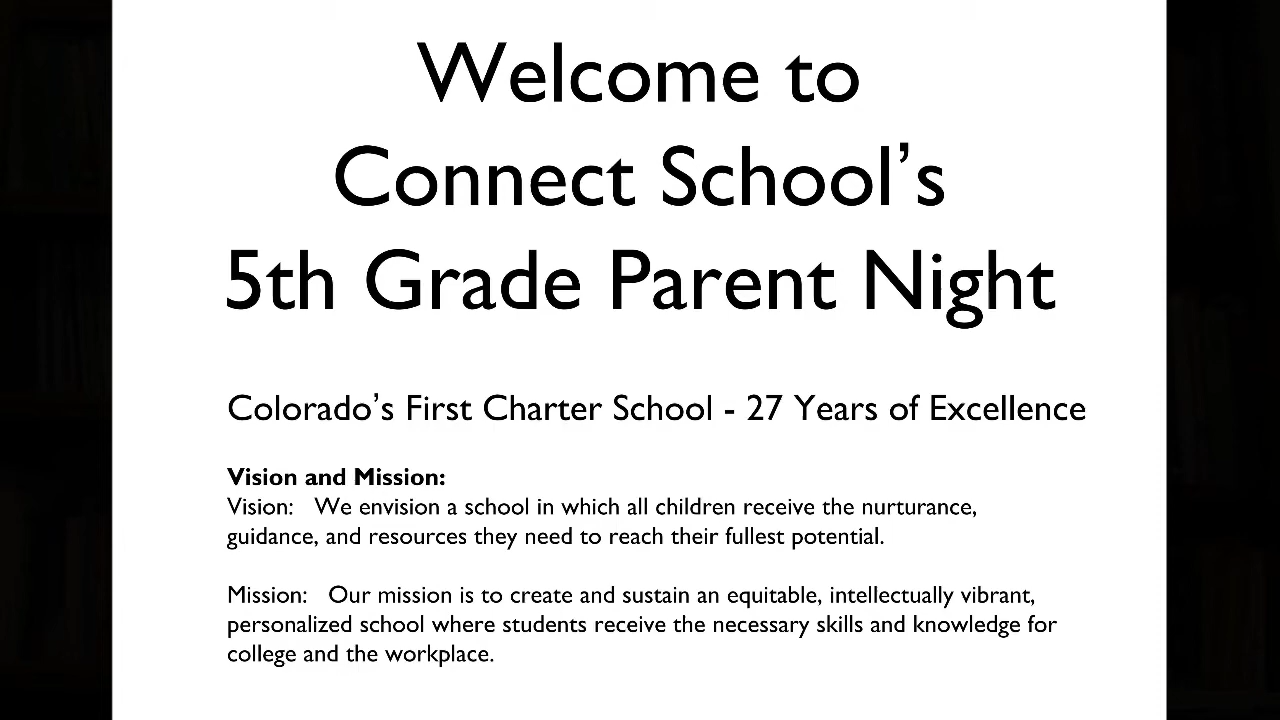 Welcome to
Connect School’s
5th Grade Parent Night
Colorado’s First Charter School - 27 Years of Excellence
Vision and Mission:
Vision: We envision a school in which all children receive the nurturance,
guidance, and resources they need to reach their fullest potential.
Mission: Our mission is to create and sustain an equitable, intellectually vibrant,
personalized school where students receive the necessary skills and knowledge for
college and the workplace.